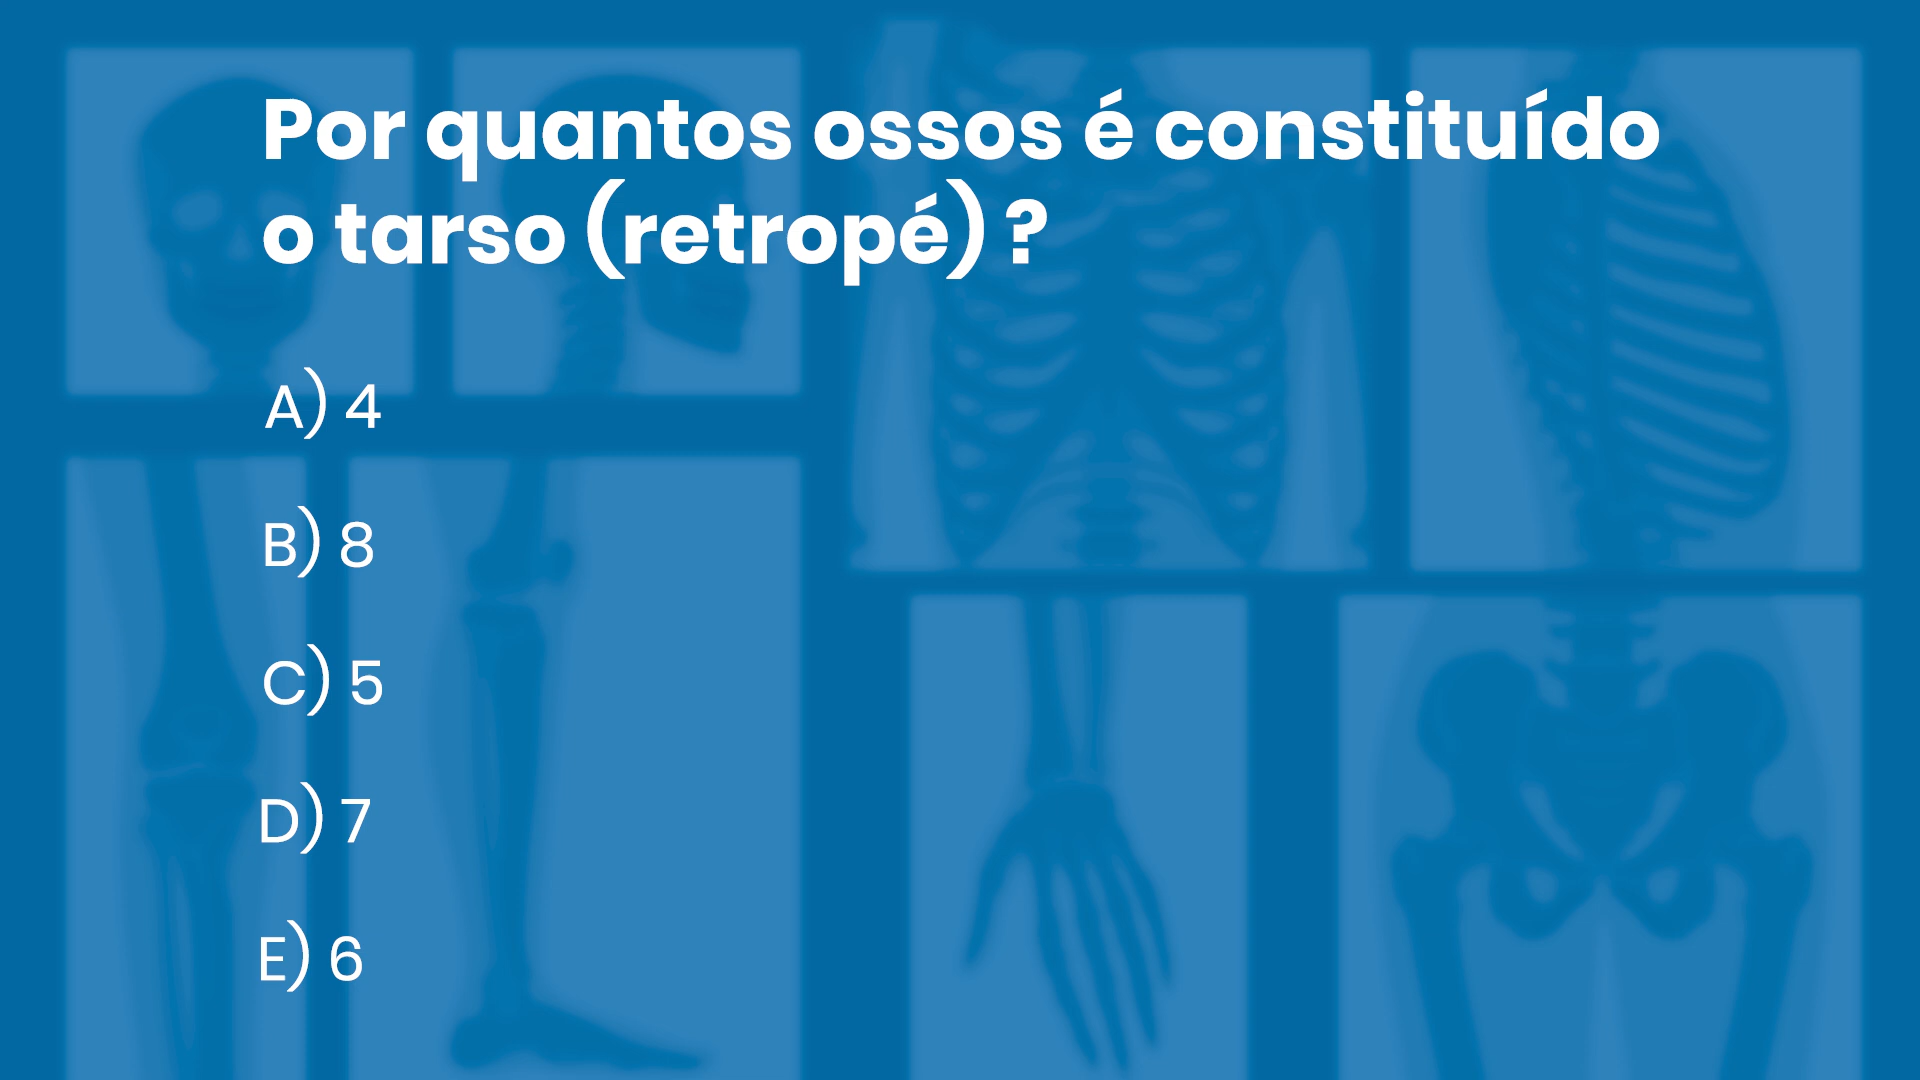 Por quantos ossos é constituído
o tarso (retropé) ?
A) 4
B) 8
C) 5
D) 7
E) 6